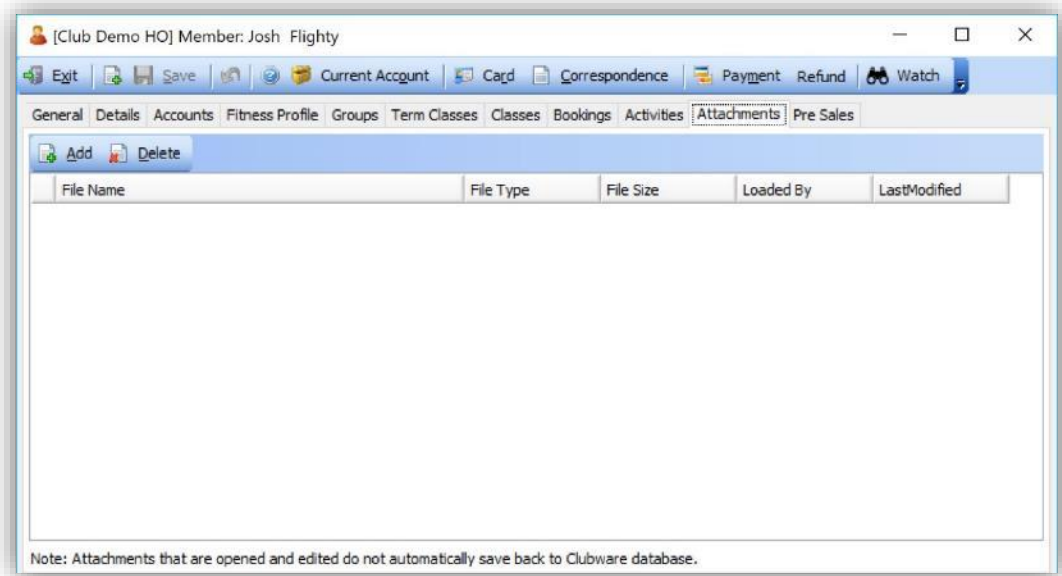 [Club Demo HO] Member: Josh Flighty
Exit Save Current Account Card Correspondence Payment Refund Watch
General Details Accounts Fitness Profile Groups Term Classes Classes Bookings Activities Attachments Pre Sales
Add Delete
File Name File Type File Size Loaded By LastModified
Note: Attachments that are opened and edited do not automatically save back to Clubware database.